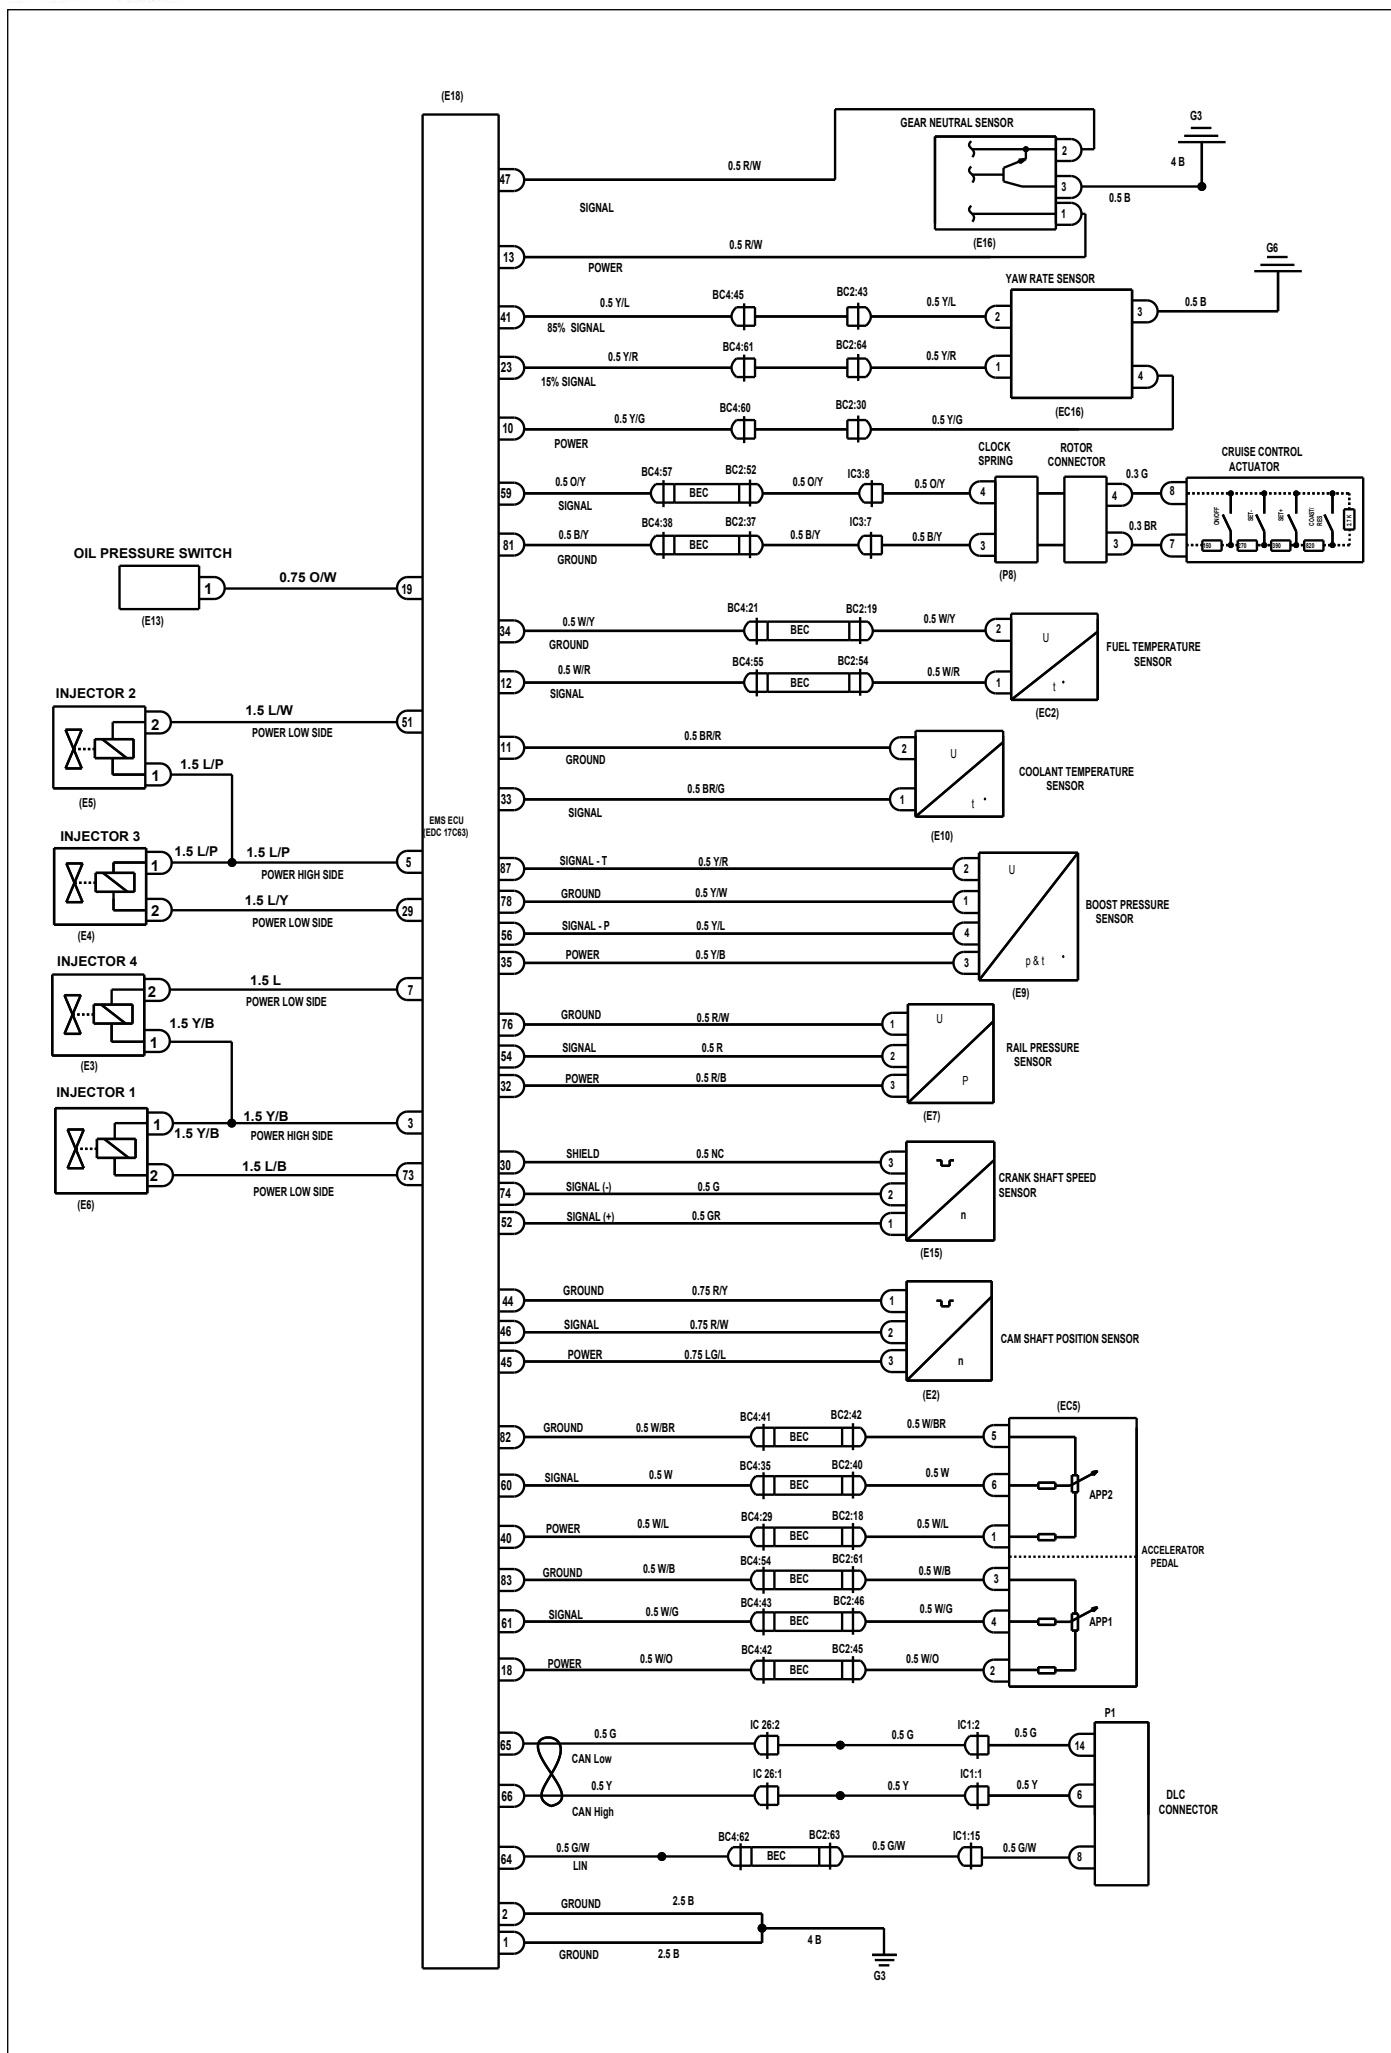 (E18)
GEAR NEUTRAL SENSOR
G3
2
4 B
0.5 R/W
47
3
0.5 B
SIGNAL
1
(E16)
0.5 R/W
13
POWER
G6
YAW RATE SENSOR
BC4:45
BC2:43
0.5 Y/L
0.5 Y/L
0.5 B
41
2
3
85% SIGNAL
BC4:61
BC2:64
0.5 Y/R
0.5 Y/R
23
1
4
15% SIGNAL
(EC16)
BC4:60
BC2:30
0.5 Y/G
0.5 Y/G
10
POWER
CLOCK
SPRING
ROTOR
CONNECTOR
CRUISE CONTROL
ACTUATOR
BC4:57
BC2:52
IC3:8
0.3 G
0.5 O/Y
0.5 O/Y
0.5 O/Y
59
BEC
4
4
8
SIGNAL
ON/OFF
SET-
SET+
COAST/
RES
BC4:38
BC2:37
IC3:7
0.3 BR
0.5 B/Y
0.5 B/Y
0.5 B/Y
81
BEC
3
3
7
270
390
820
GROUND
(P8)
OIL PRESSURE SWITCH
1
0.75 O/W
19
(E13)
BC4:21
BC2:19
0.5 W/Y
0.5 W/Y
34
BEC
2
U
GROUND
FUEL TEMPERATURE
SENSOR
BC4:55
BC2:54
0.5 W/R
0.5 W/R
12
BEC
1
t °
SIGNAL
(EC2)
INJECTOR 2
2
1.5 L/W
51
POWER LOW SIDE
1
1.5 L/P
(E5)
0.5 BR/R
11
2
U
GROUND
COOLANT TEMPERATURE
SENSOR
0.5 BR/G
33
1
t °
SIGNAL
(E10)
EMS ECU
(EDC 17C63)
INJECTOR 3
1
1.5 L/P
1.5 L/P
5
POWER HIGH SIDE
2
1.5 L/Y
29
POWER LOW SIDE
(E4)
87
SIGNAL - T
0.5 Y/R
2
U
78
GROUND
0.5 Y/W
1
BOOST PRESSURE
SENSOR
56
SIGNAL - P
0.5 Y/L
4
35
POWER
0.5 Y/B
3
p & t °
(E9)
INJECTOR 4
2
1.5 L
7
POWER LOW SIDE
1
1.5 Y/B
(E3)
76
GROUND
0.5 R/W
1
U
54
SIGNAL
0.5 R
2
RAIL PRESSURE
SENSOR
32
POWER
0.5 R/B
3
P
(E7)
INJECTOR 1
1
1.5 Y/B
1.5 Y/B
3
POWER HIGH SIDE
2
1.5 L/B
73
POWER LOW SIDE
(E6)
30
SHIELD
0.5 NC
3
74
SIGNAL (-)
0.5 G
2
CRANK SHAFT SPEED
SENSOR
52
SIGNAL (+)
0.5 GR
1
n
(E15)
44
GROUND
0.75 R/Y
1
46
SIGNAL
0.75 R/W
2
CAM SHAFT POSITION SENSOR
45
POWER
0.75 LG/L
3
n
(E2)
(EC5)
82
GROUND
0.5 W/BR
BC4:41
BEC
BC2:42
0.5 W/BR
5
60
SIGNAL
0.5 W
BC4:35
BEC
BC2:40
0.5 W
6
APP2
40
POWER
0.5 W/L
BC4:29
BEC
BC2:18
0.5 W/L
1
ACCELERATOR
PEDAL
83
GROUND
0.5 W/B
BC4:54
BEC
BC2:61
0.5 W/B
3
61
SIGNAL
0.5 W/G
BC4:43
BEC
BC2:46
0.5 W/G
4
APP1
18
POWER
0.5 W/O
BC4:42
BEC
BC2:45
0.5 W/O
2
P1
65
0.5 G
IC 26:2
0.5 G
IC1:2
0.5 G
14
CAN Low
66
0.5 Y
IC 26:1
0.5 Y
IC1:1
0.5 Y
6
CAN High
DLC
CONNECTOR
64
0.5 G/W
BC4:62
BEC
BC2:63
0.5 G/W
IC1:15
0.5 G/W
8
LIN
2
GROUND
2.5 B
1
GROUND
2.5 B
4 B
G3